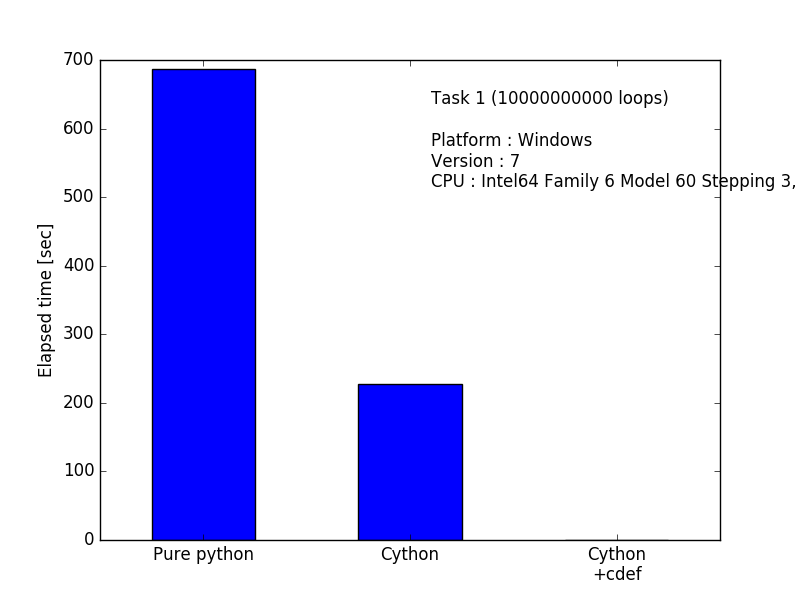 700
600
500
400
300
200
100
0
Elapsed time [sec]
Task 1 (10000000000 loops)
Platform : Windows
Version : 7
CPU : Intel64 Family 6 Model 60 Stepping 3,
Pure python
Cython
Cython
+cdef